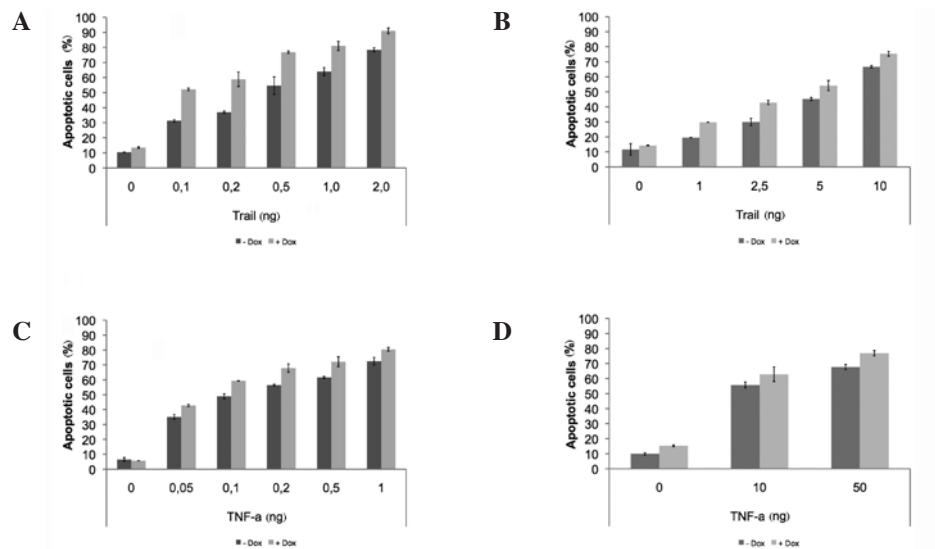 A
Apoptotic cells (%)
100
90
80
70
60
50
40
30
20
10
0
0 0,1 0,2 0,5 1,0 2,0
Trail (ng)
- Dox + Dox
B
Apoptotic cells (%)
100
90
80
70
60
50
40
30
20
10
0
0 1 2,5 5 10
Trail (ng)
- Dox + Dox
C
Apoptotic cells (%)
100
90
80
70
60
50
40
30
20
10
0
0 0,05 0,1 0,2 0,5 1
TNF-a (ng)
- Dox + Dox
D
Apoptotic cells (%)
100
90
80
70
60
50
40
30
20
10
0
0 10 50
TNF-a (ng)
- Dox + Dox